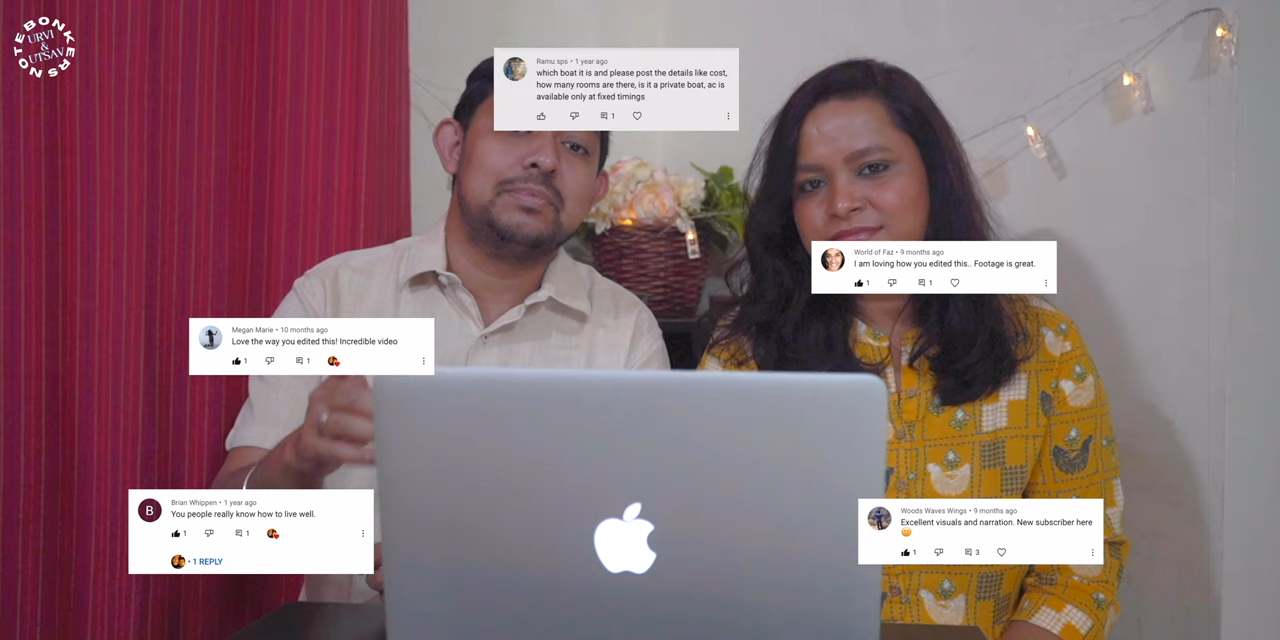 NOTEBONKERS
URVI
&
UTSAV
Ramu sps • 1 year ago
which boat it is and please post the details like cost,
how many rooms are there, is it a private boat, ac is
available only at fixed timings
1
World of Faz • 9 months ago
I am loving how you edited this.. Footage is great.
1 1
Megan Marie • 10 months ago
Love the way you edited this! Incredible video
1 1
B
Brian Whippen • 1 year ago
You people really know how to live well.
1 1
• 1 REPLY
Woods Waves Wings • 9 months ago
Excellent visuals and narration. New subscriber here
😳
1 3